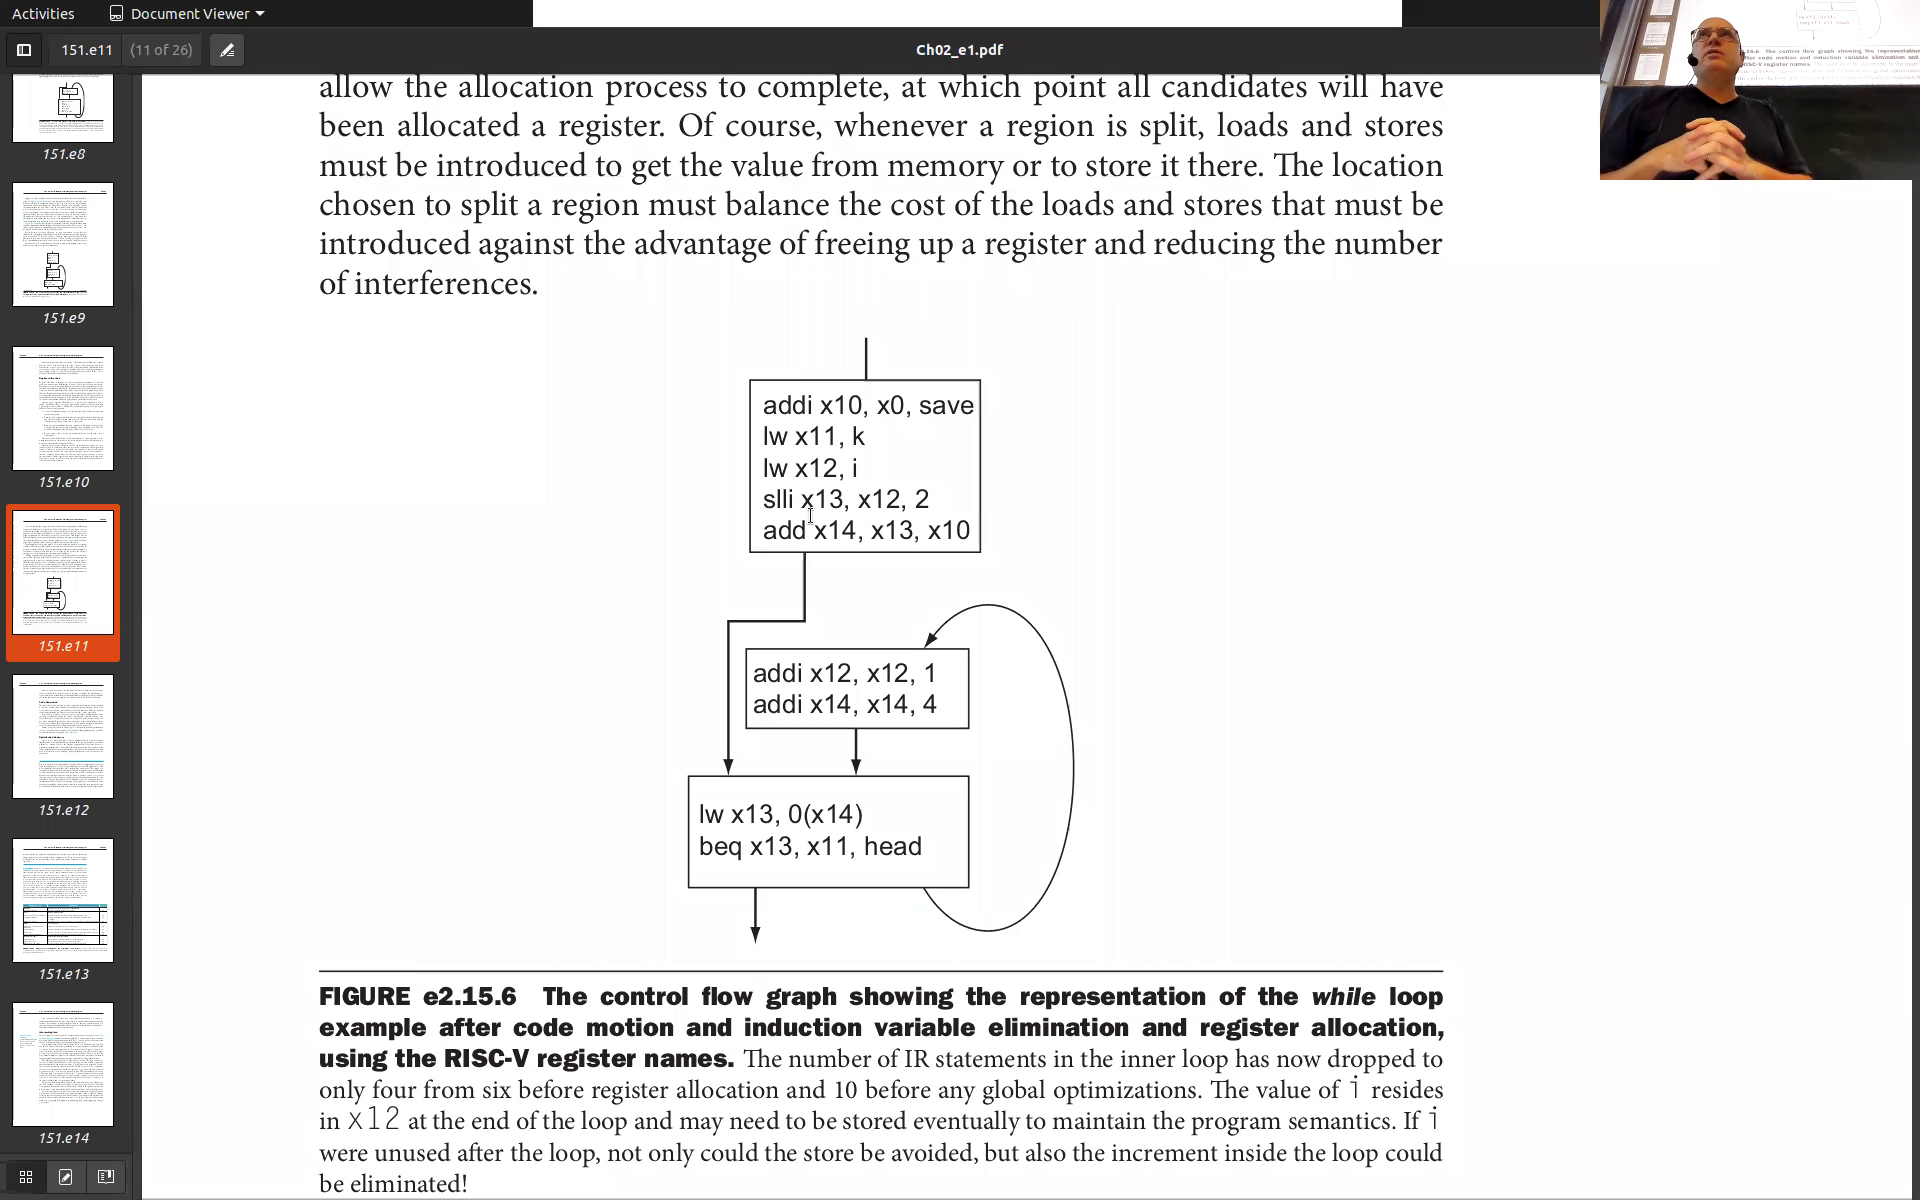 Activities
Document Viewer
151.e11
(11 of 26)
Ch02_e1.pdf
151.e8
151.e9
151.e10
151.e11
151.e12
151.e13
151.e14
allow the allocation process to complete, at which point all candidates will have
been allocated a register. Of course, whenever a region is split, loads and stores
must be introduced to get the value from memory or to store it there. The location
chosen to split a region must balance the cost of the loads and stores that must be
introduced against the advantage of freeing up a register and reducing the number
of interferences.
addi x10, x0, save
lw x11, k
lw x12, i
slli x13, x12, 2
add x14, x13, x10
addi x12, x12, 1
addi x14, x14, 4
lw x13, 0(x14)
beq x13, x11, head
FIGURE e2.15.6 The control flow graph showing the representation of the while loop
example after code motion and induction variable elimination and register allocation,
using the RISC-V register names. The number of IR statements in the inner loop has now dropped to
only four from six before register allocation and 10 before any global optimizations. The value of i resides
in x12 at the end of the loop and may need to be stored eventually to maintain the program semantics. If i
were unused after the loop, not only could the store be avoided, but also the increment inside the loop could
be eliminated!